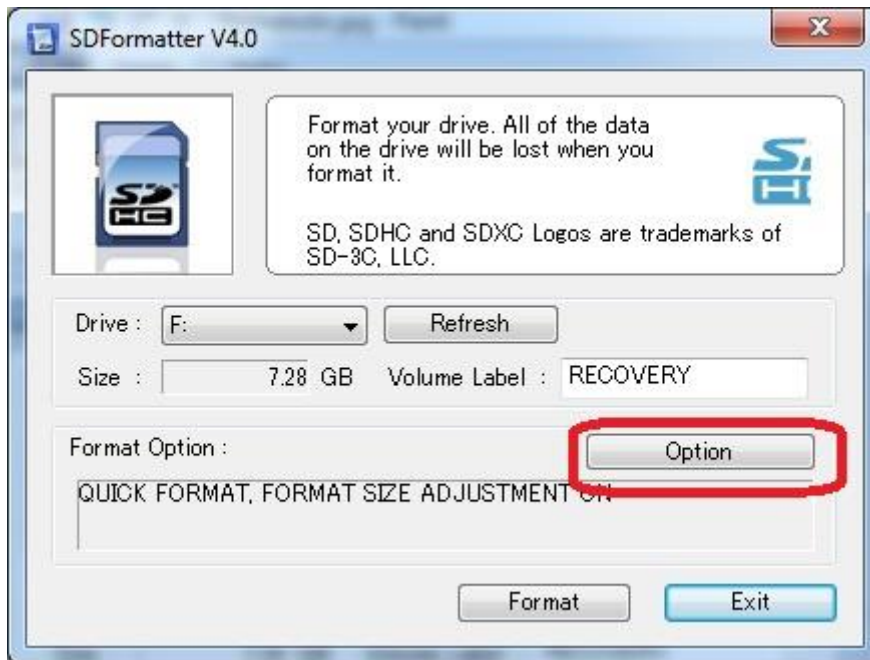 SDFormatter V4.0
Format your drive. All of the data
on the drive will be lost when you
format it.
SD, SDHC and SDXC Logos are trademarks of
SD-3C, LLC.
Drive : F: Refresh
Size : 7.28 GB Volume Label : RECOVERY
Format Option : Option
QUICK FORMAT, FORMAT SIZE ADJUSTMENT ON
Format Exit